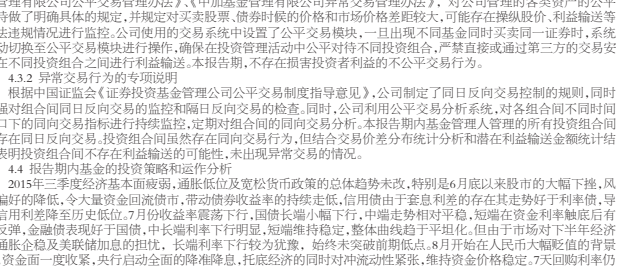 管理有限公司公平交易管理办法》、《中加基金管理有限公司异常交易管理办法》，对公司管理的各类资产的公平
待做了明确具体的规定，并规定对买卖股票、债券时候的价格和市场价格差距较大，可能存在操纵股价、利益输送等
法违规情况进行监控。公司使用的交易系统中设置了公平交易模块，一旦出现不同基金同时买卖同一证券时，系统
动切换至公平交易模块进行操作，确保在投资管理活动中公平对待不同投资组合，严禁直接或通过第三方的交易安
在不同投资组合之间进行利益输送。本报告期，不存在损害投资者利益的不公平交易行为。
4.3.2 异常交易行为的专项说明
根据中国证监会《证券投资基金管理公司公平交易制度指导意见》，公司制定了同日反向交易控制的规则，同时
强对组合间同日反向交易的监控和隔日反向交易的检查。同时，公司利用公平交易分析系统，对各组合间不同时间
口下的同向交易指标进行持续监控，定期对组合间的同向交易分析。本报告期内基金管理人管理的所有投资组合间
存在同日反向交易。投资组合间虽然存在同向交易行为，但结合交易价差分布统计分析和潜在利益输送金额统计结
表明投资组合间不存在利益输送的可能性，未出现异常交易的情况。
4.4 报告期内基金的投资策略和运作分析
2015年三季度经济基本面疲弱，通胀低位及宽松货币政策的总体趋势未改，特别是6月底以来股市的大幅下挫，风
偏好的降低，令大量资金回流债市，带动债券收益率的持续走低，信用债由于套息利差的存在其走势好于利率债，导
信用利差降至历史低位。7月份收益率震荡下行，国债长端小幅下行，中端走势相对平稳，短端在资金利率触底后有
反弹，金融债表现好于国债，中长端利率下行明显，短端维持稳定，整体曲线趋于平坦化。但由于市场对下半年经济
通胀企稳及美联储加息的担忧，长端利率下行较为犹豫，始终未突破前期低点。8月开始在人民币大幅贬值的背景
资金面一度收紧，央行启动全面的降准降息，托底经济的同时对冲流动性紧张，维持资金价格稳定。7天回购利率仍